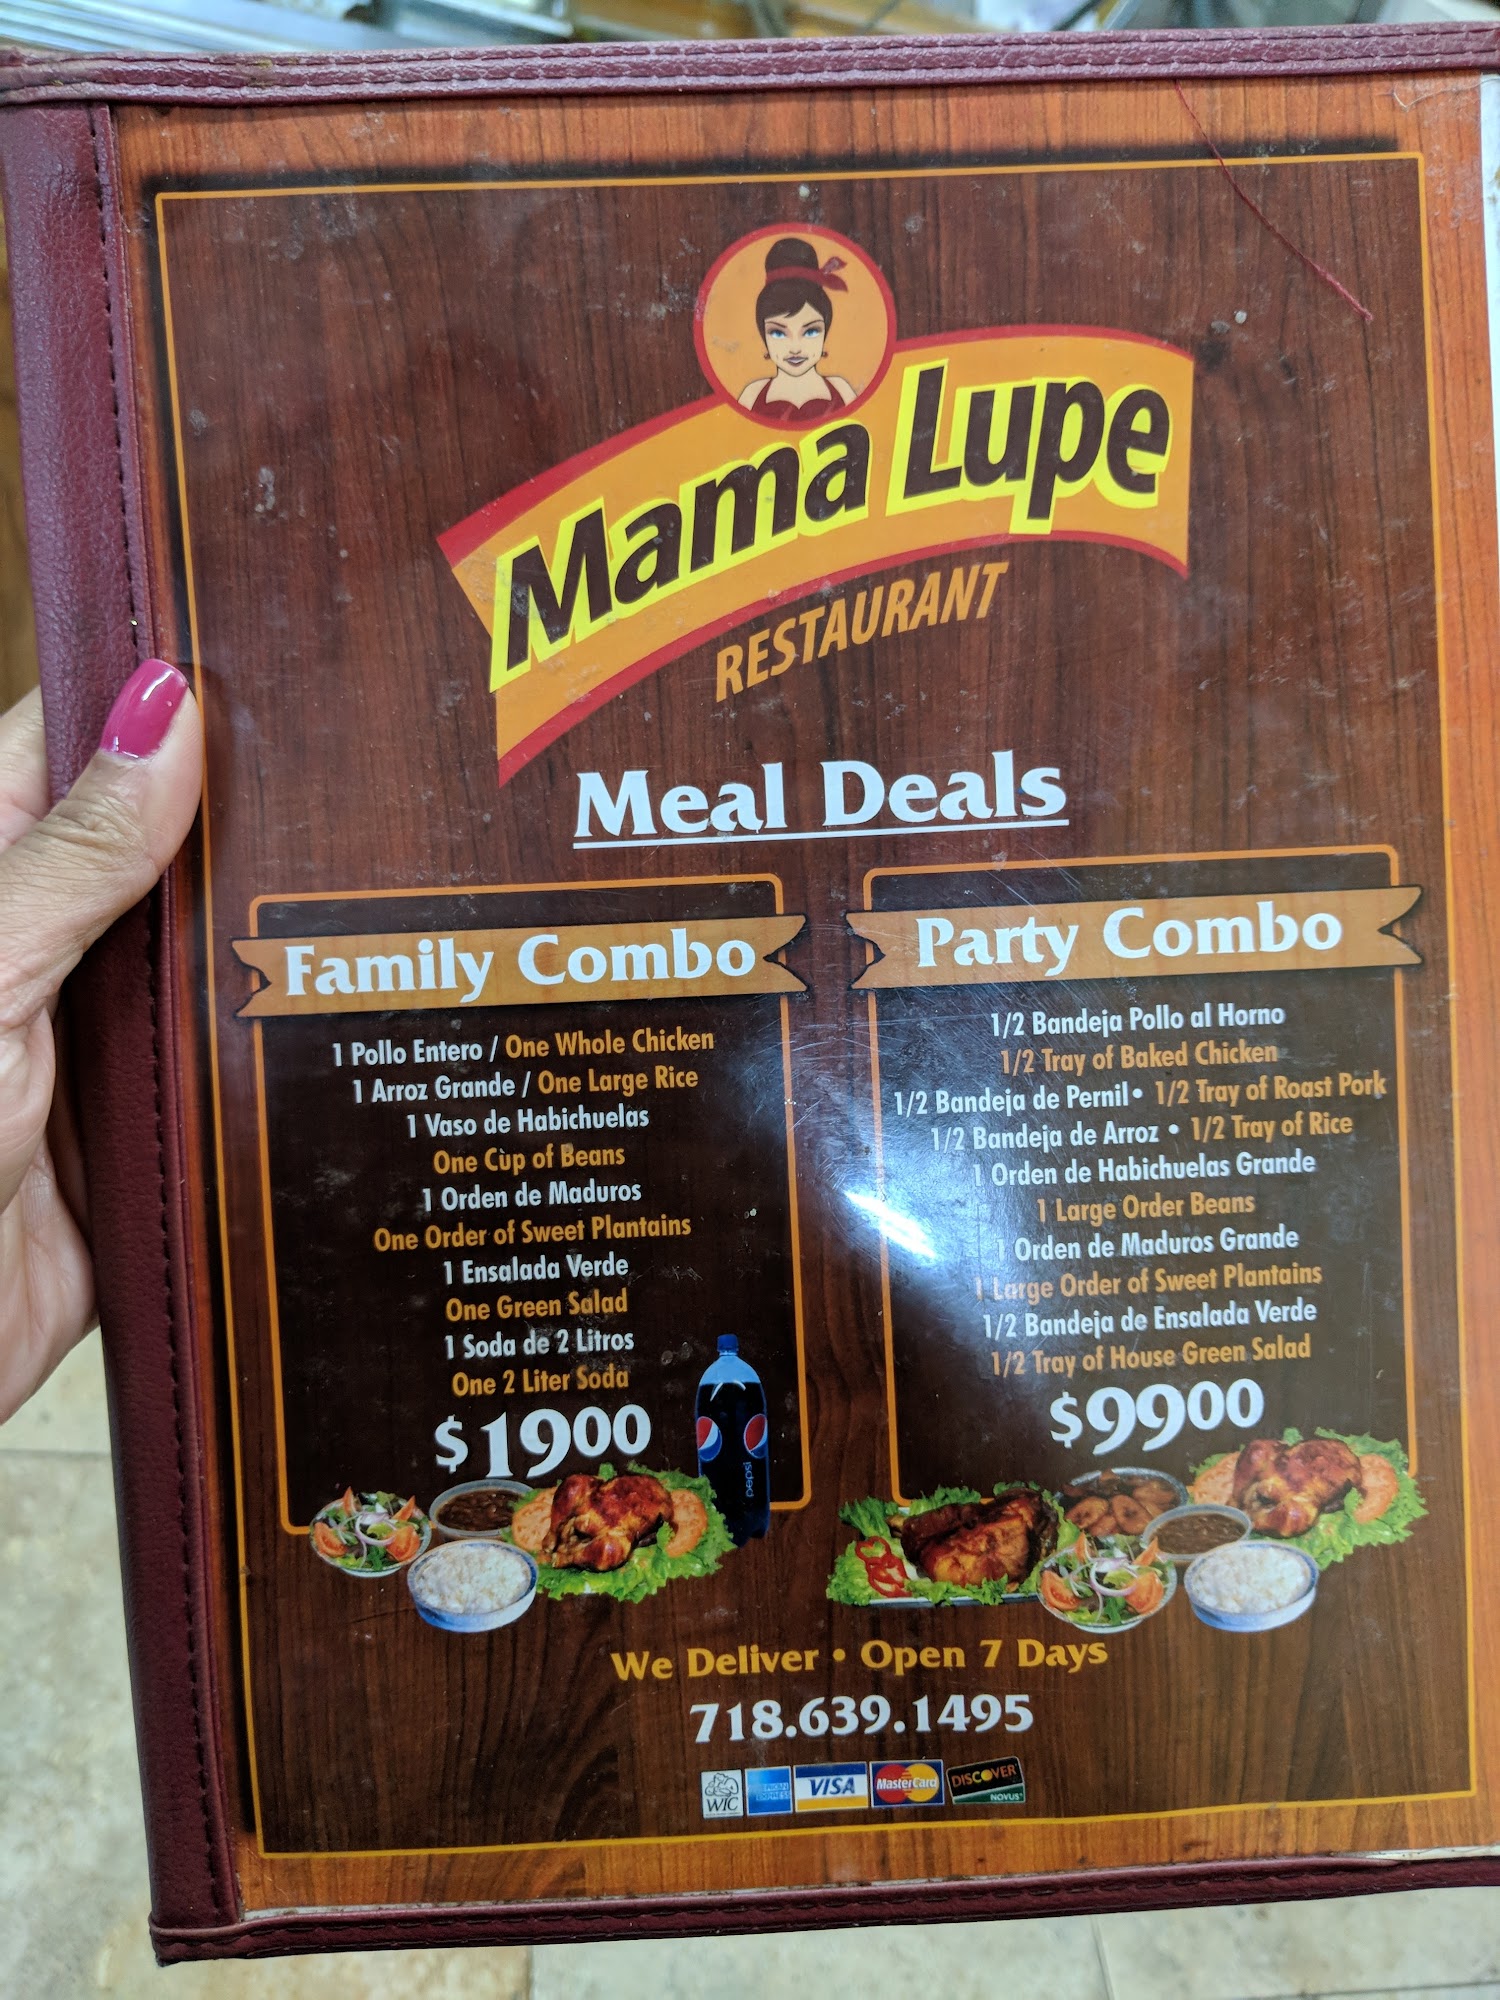 Mama Lupe
RESTAURANT
Meal Deals
Family Combo
1 Pollo Entero / One Whole Chicken
1 Arroz Grande / One Large Rice
1 Vaso de Habichuelas
One Cup of Beans
1 Orden de Maduros
One Order of Sweet Plantains
1 Ensalada Verde
One Green Salad
1 Soda de 2 Litros
One 2 Liter Soda
$1900
pepsi
Party Combo
1/2 Bandeja Pollo al Horno
1/2 Tray of Baked Chicken
1/2 Bandeja de Pernil • 1/2 Tray of Roast Pork
1/2 Bandeja de Arroz • 1/2 Tray of Rice
1 Orden de Habichuelas Grande
1 Large Order Beans
1 Orden de Maduros Grande
1 Large Order of Sweet Plantains
1/2 Bandeja de Ensalada Verde
1/2 Tray of House Green Salad
$9900
We Deliver • Open 7 Days
718.639.1495
WIC AMERICAN EXPRESS VISA MasterCard DISCOVER NOVUS